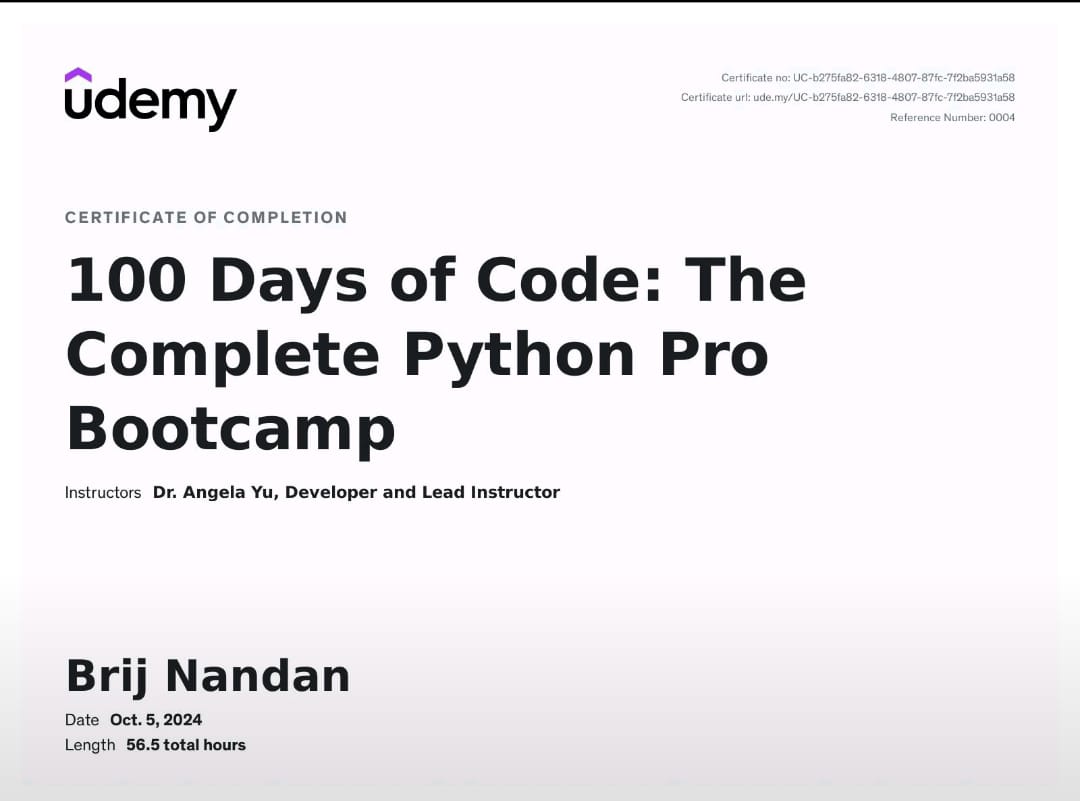 udemy
Certificate no: UC-b275fa82-6318-4807-87fc-7f2ba5931a58
Certificate url: ude.my/UC-b275fa82-6318-4807-87fc-7f2ba5931a58
Reference Number: 0004
CERTIFICATE OF COMPLETION
100 Days of Code: The
Complete Python Pro
Bootcamp
Instructors Dr. Angela Yu, Developer and Lead Instructor
Brij Nandan
Date Oct. 5, 2024
Length 56.5 total hours